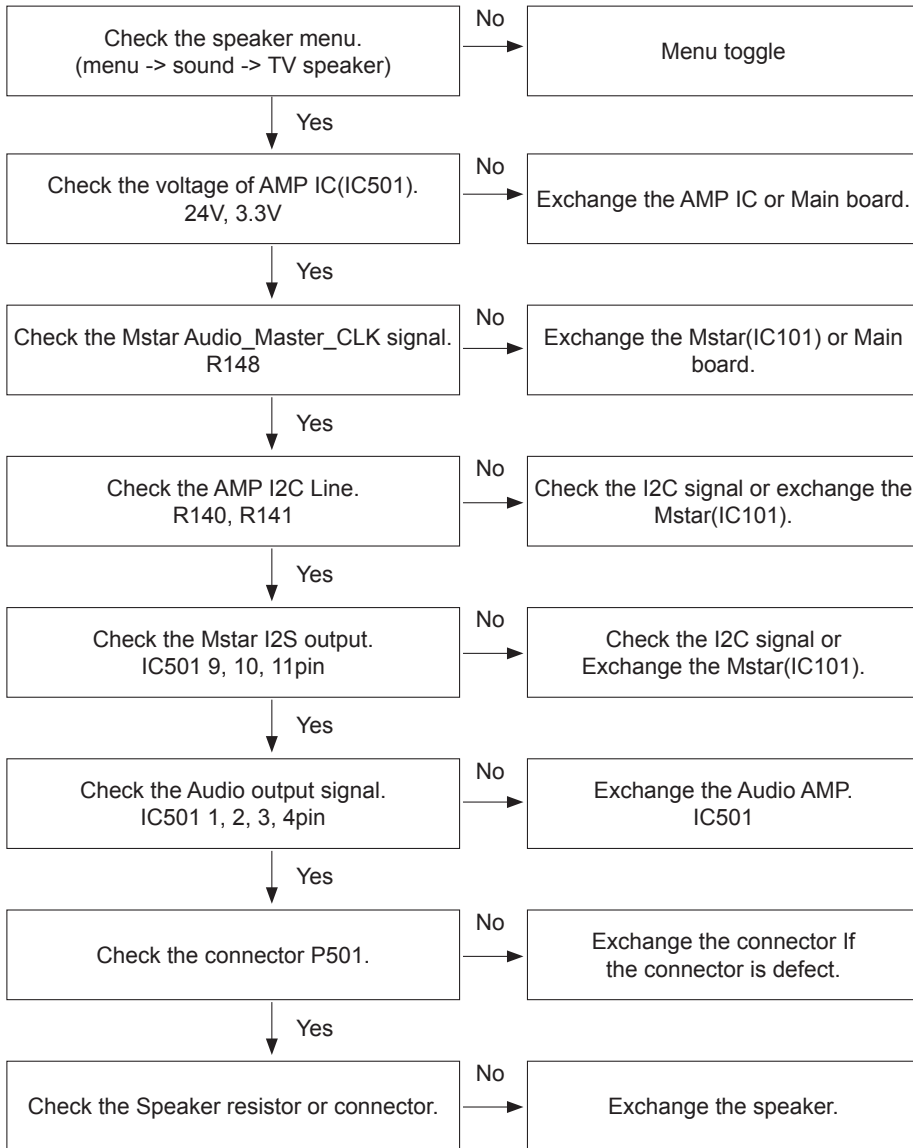 Check the speaker menu.
(menu -> sound -> TV speaker)
No
Menu toggle
Yes
Check the voltage of AMP IC(IC501).
24V, 3.3V
No
Exchange the AMP IC or Main board.
Yes
Check the Mstar Audio_Master_CLK signal.
R148
No
Exchange the Mstar(IC101) or Main
board.
Yes
Check the AMP I2C Line.
R140, R141
No
Check the I2C signal or exchange the
Mstar(IC101).
Yes
Check the Mstar I2S output.
IC501 9, 10, 11pin
No
Check the I2C signal or
Exchange the Mstar(IC101).
Yes
Check the Audio output signal.
IC501 1, 2, 3, 4pin
No
Exchange the Audio AMP.
IC501
Yes
Check the connector P501.
No
Exchange the connector If
the connector is defect.
Yes
Check the Speaker resistor or connector.
No
Exchange the speaker.